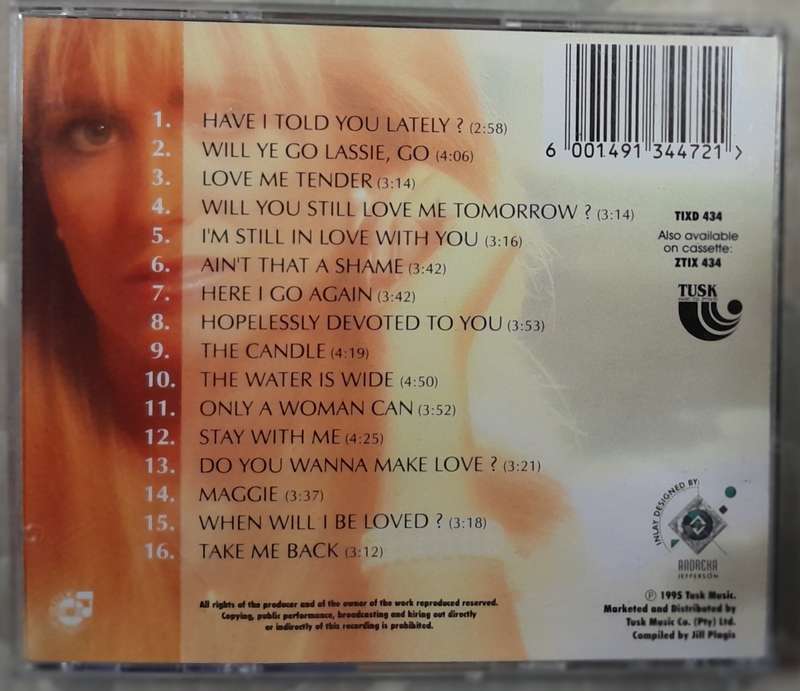 1. HAVE I TOLD YOU LATELY ? (2:58)
2. WILL YE GO LASSIE, GO (4:06)
3. LOVE ME TENDER (3:14)
4. WILL YOU STILL LOVE ME TOMORROW ? (3:14)
5. I'M STILL IN LOVE WITH YOU (3:16)
6. AIN'T THAT A SHAME (3:42)
7. HERE I GO AGAIN (3:42)
8. HOPELESSLY DEVOTED TO YOU (3:53)
9. THE CANDLE (4:19)
10. THE WATER IS WIDE (4:50)
11. ONLY A WOMAN CAN (3:52)
12. STAY WITH ME (4:25)
13. DO YOU WANNA MAKE LOVE ? (3:21)
14. MAGGIE (3:37)
15. WHEN WILL I BE LOVED ? (3:18)
16. TAKE ME BACK (3:12)
All rights of the producer and of the owner of the work reproduced reserved.
Copying, public performance, broadcasting and hiring out directly
or indirectly of this recording is prohibited.
6 001491 344721 >
TIXD 434
Also available
on cassette:
ZTIX 434
TUSK
INLAY DESIGNED BY:
ANDACHA
JEFFERSON
℗ 1995 Tusk Music.
Marketed and Distributed by
Tusk Music Co. (Pty) Ltd.
Compiled by Jill Plagis